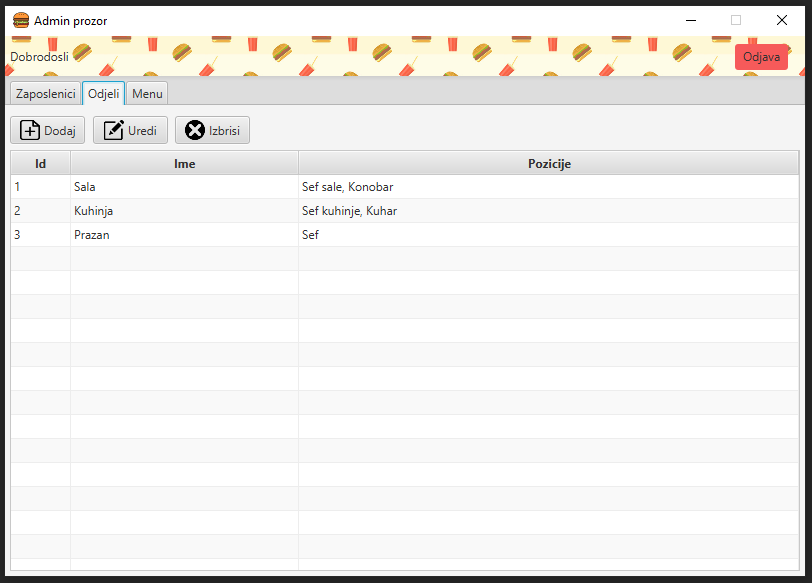 Admin prozor
Dobrodosli Odjava
Zaposlenici Odjeli Menu
Dodaj Uredi Izbrisi
Id Ime Pozicije
1 Sala Sef sale, Konobar
2 Kuhinja Sef kuhinje, Kuhar
3 Prazan Sef